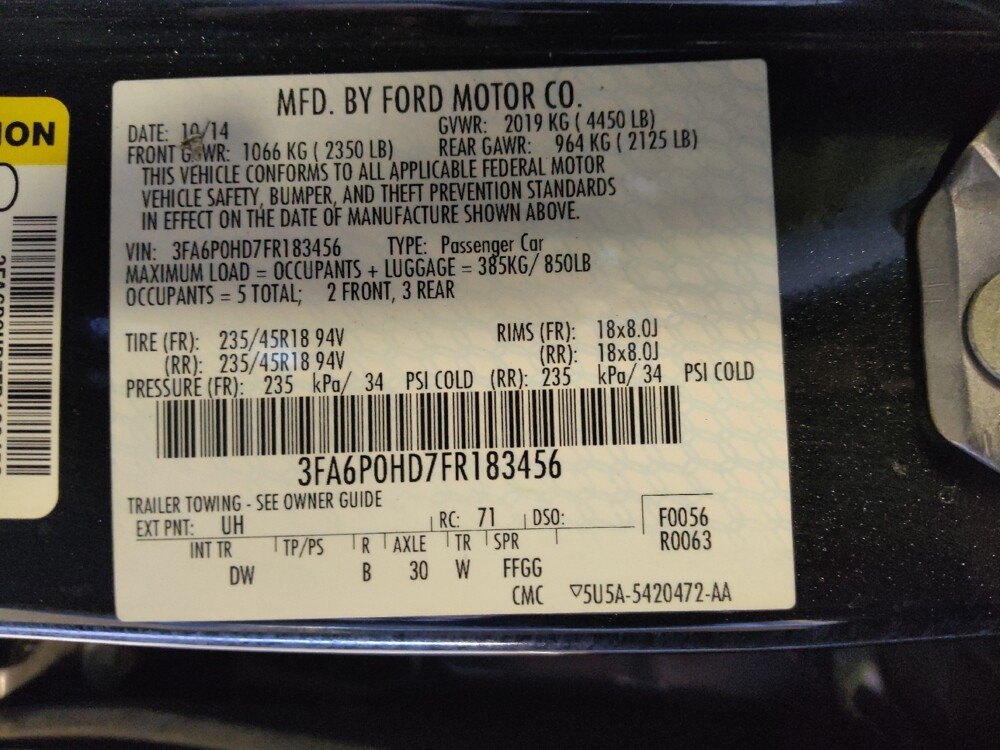 ION
MFD. BY FORD MOTOR CO.
DATE: 10/14 GVWR: 2019 KG ( 4450 LB)
FRONT GAWR: 1066 KG ( 2350 LB) REAR GAWR: 964 KG ( 2125 LB)
THIS VEHICLE CONFORMS TO ALL APPLICABLE FEDERAL MOTOR
VEHICLE SAFETY, BUMPER, AND THEFT PREVENTION STANDARDS
IN EFFECT ON THE DATE OF MANUFACTURE SHOWN ABOVE.
VIN: 3FA6P0HD7FR183456 TYPE: Passenger Car
MAXIMUM LOAD = OCCUPANTS + LUGGAGE = 385KG/ 850LB
OCCUPANTS = 5 TOTAL; 2 FRONT, 3 REAR
TIRE (FR): 235/45R18 94V RIMS (FR): 18x8.0J
(RR): 235/45R18 94V (RR): 18x8.0J
PRESSURE (FR): 235 kPa/ 34 PSI COLD (RR): 235 kPa/ 34 PSI COLD
3FA6P0HD7FR183456
TRAILER TOWING - SEE OWNER GUIDE
EXT PNT: UH RC: 71 DSO: F0056
R0063
INT TR TP/PS R AXLE TR SPR
DW B 30 W FFGG
CMC ▽5U5A-5420472-AA